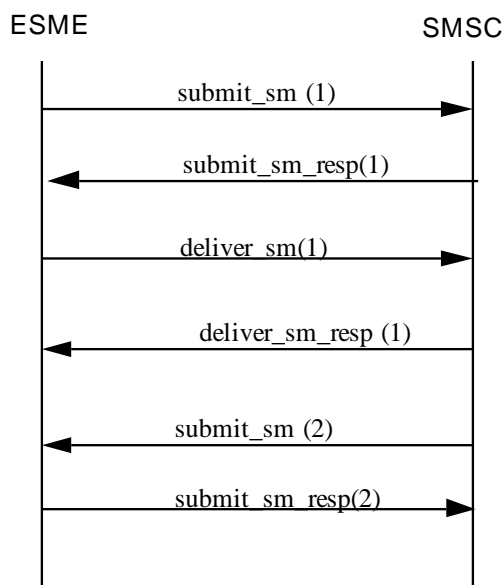 ESME SMSC
submit_sm (1)
submit_sm_resp(1)
deliver_sm(1)
deliver_sm_resp (1)
submit_sm (2)
submit_sm_resp(2)